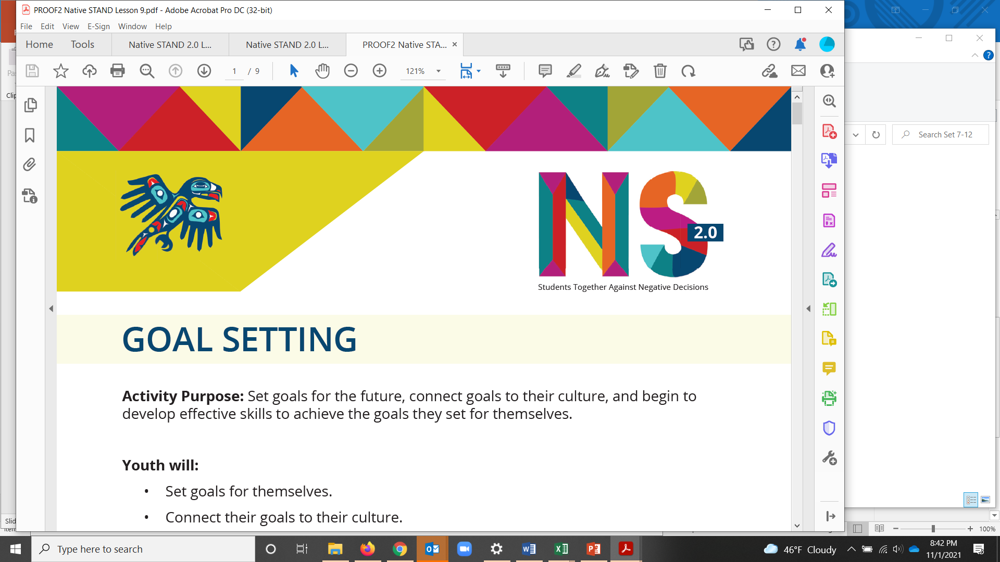 PROOF2 Native STAND Lesson 9.pdf - Adobe Acrobat Pro DC (32-bit)
File Edit View E-Sign Window Help
Home Tools Native STAND 2.0 L... Native STAND 2.0 L... PROOF2 Native STA... ×
1 / 9 121%
Clip
Search Set 7-12
NS
2.0
Students Together Against Negative Decisions
GOAL SETTING
Activity Purpose: Set goals for the future, connect goals to their culture, and begin to
develop effective skills to achieve the goals they set for themselves.
Youth will:
• Set goals for themselves.
• Connect their goals to their culture.
Slid
100%
Type here to search
46°F Cloudy
8:42 PM
11/1/2021